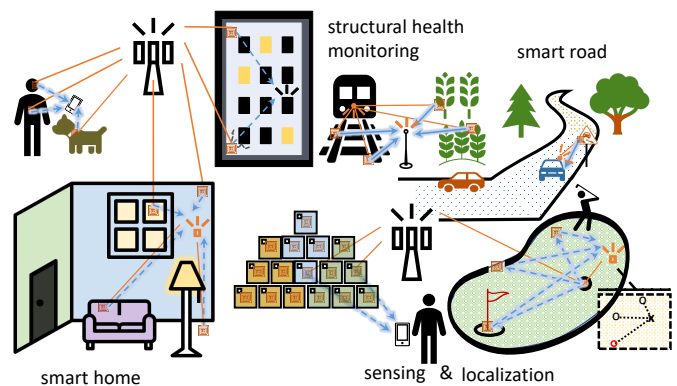 structural health
monitoring
smart road
smart home
sensing & localization